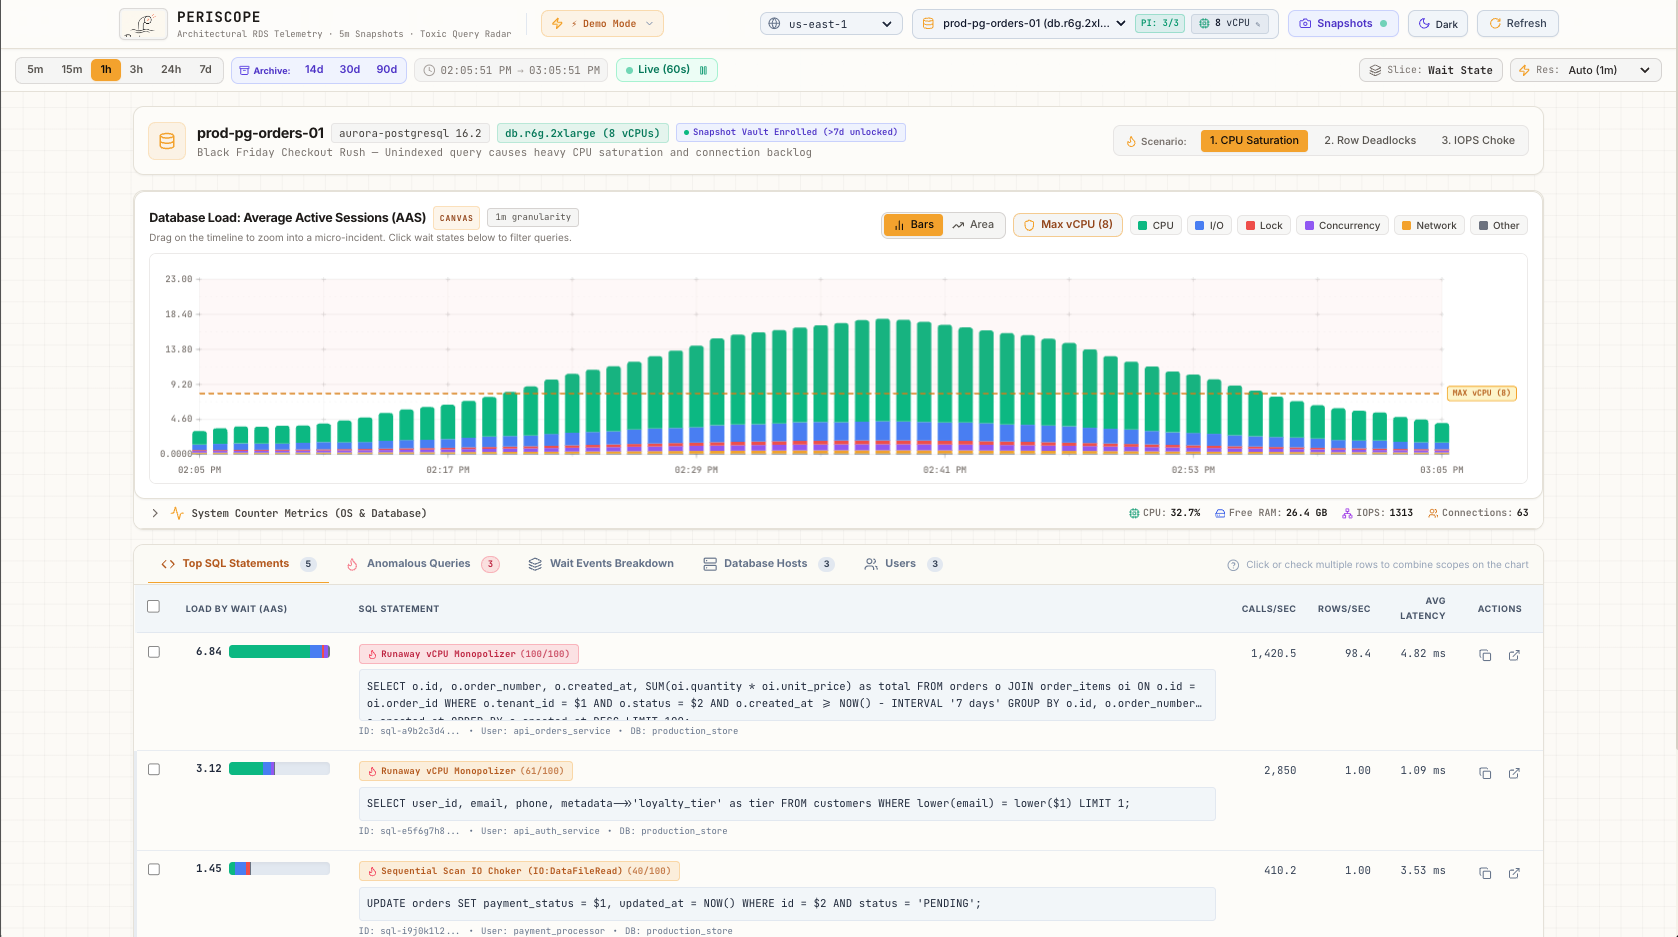 PERISCOPE
Architectural RDS Telemetry · 5m Snapshots · Toxic Query Radar
⚡ Demo Mode
us-east-1
prod-pg-orders-01 (db.r6g.2xl...
PI: 3/3
8 vCPU
Snapshots
Dark
Refresh
5m 15m 1h 3h 24h 7d
Archive: 14d 30d 90d
02:05:51 PM → 03:05:51 PM
Live (60s)
Slice: Wait State
Res: Auto (1m)
prod-pg-orders-01 aurora-postgresql 16.2 db.r6g.2xlarge (8 vCPUs) Snapshot Vault Enrolled (>7d unlocked)
Black Friday Checkout Rush — Unindexed query causes heavy CPU saturation and connection backlog
Scenario: 1. CPU Saturation 2. Row Deadlocks 3. IOPS Choke
Database Load: Average Active Sessions (AAS) CANVAS 1m granularity
Drag on the timeline to zoom into a micro-incident. Click wait states below to filter queries.
Bars Area Max vCPU (8) CPU I/O Lock Concurrency Network Other
23.00
18.40
13.80
9.20
MAX vCPU (8)
4.60
0.0000
02:05 PM 02:17 PM 02:29 PM 02:41 PM 02:53 PM 03:05 PM
System Counter Metrics (OS & Database)
CPU: 32.7% Free RAM: 26.4 GB IOPS: 1313 Connections: 63
Top SQL Statements 5 Anomalous Queries 3 Wait Events Breakdown Database Hosts 3 Users 3
Click or check multiple rows to combine scopes on the chart
LOAD BY WAIT (AAS) SQL STATEMENT CALLS/SEC ROWS/SEC AVG LATENCY ACTIONS
6.84 Runaway vCPU Monopolizer (100/100) 1,420.5 98.4 4.82 ms
SELECT o.id, o.order_number, o.created_at, SUM(oi.quantity * oi.unit_price) as total FROM orders o JOIN order_items oi ON o.id =
oi.order_id WHERE o.tenant_id = $1 AND o.status = $2 AND o.created_at >= NOW() - INTERVAL '7 days' GROUP BY o.id, o.order_number…
o.created_at ORDER BY o.created_at DESC LIMIT 100;
ID: sql-a9b2c3d4... • User: api_orders_service • DB: production_store
3.12 Runaway vCPU Monopolizer (61/100) 2,850 1.00 1.09 ms
SELECT user_id, email, phone, metadata->>'loyalty_tier' as tier FROM customers WHERE lower(email) = lower($1) LIMIT 1;
ID: sql-e5f6g7h8... • User: api_auth_service • DB: production_store
1.45 Sequential Scan IO Choker (IO:DataFileRead) (40/100) 410.2 1.00 3.53 ms
UPDATE orders SET payment_status = $1, updated_at = NOW() WHERE id = $2 AND status = 'PENDING';
ID: sql-i9j0k1l2... • User: payment_processor • DB: production_store